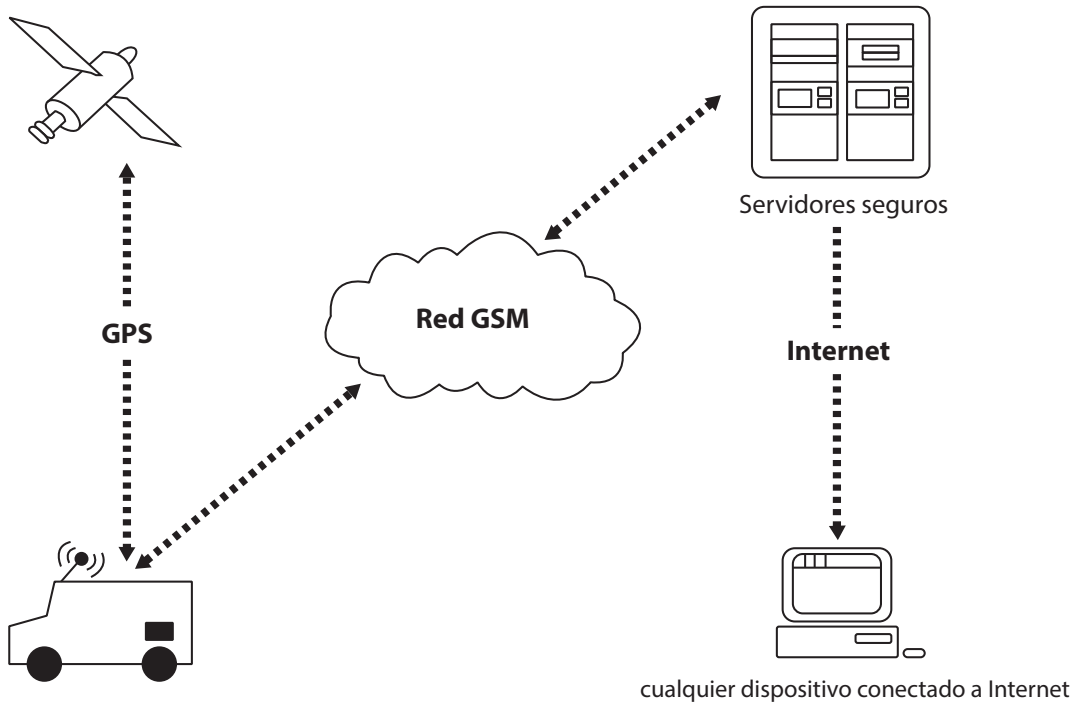 Servidores seguros
Red GSM
GPS
Internet
cualquier dispositivo conectado a Internet